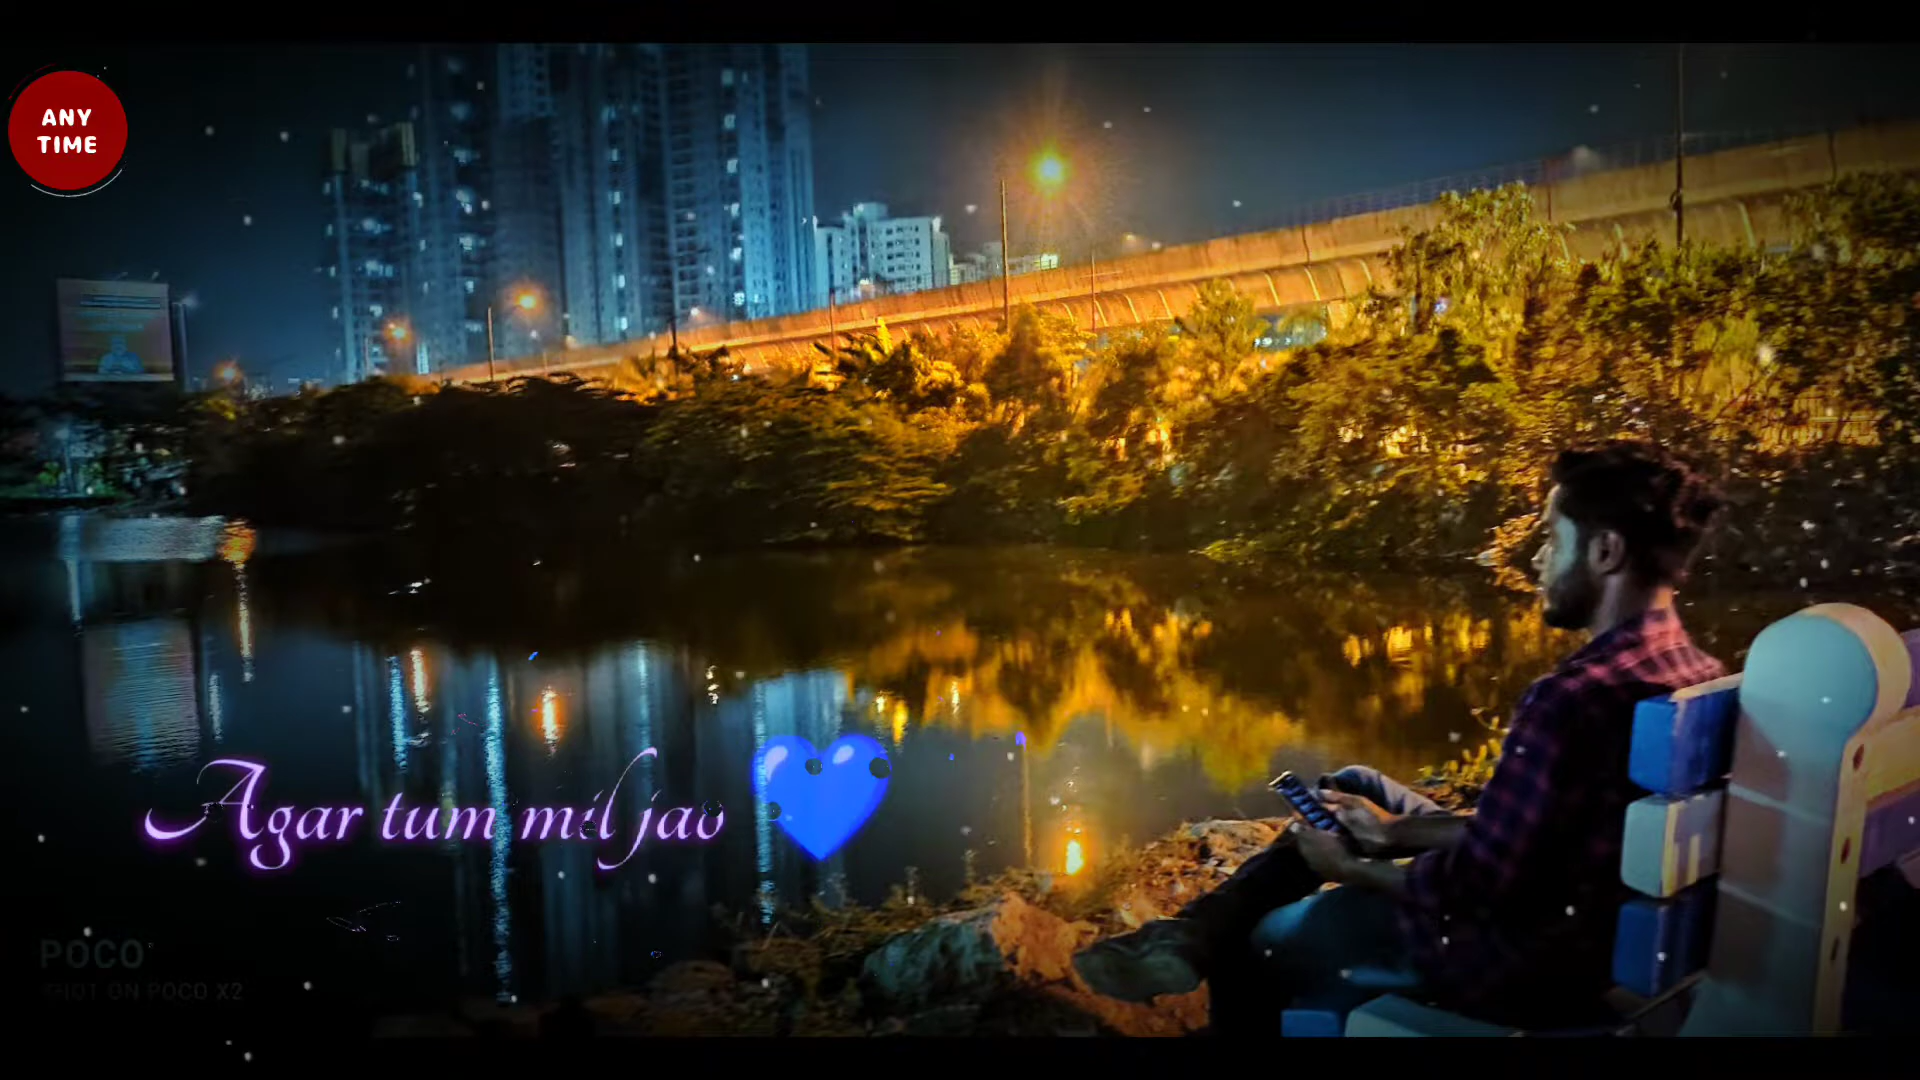 ANY
TIME
Agar tum mil jao 💙
POCO
SHOT ON POCO X2